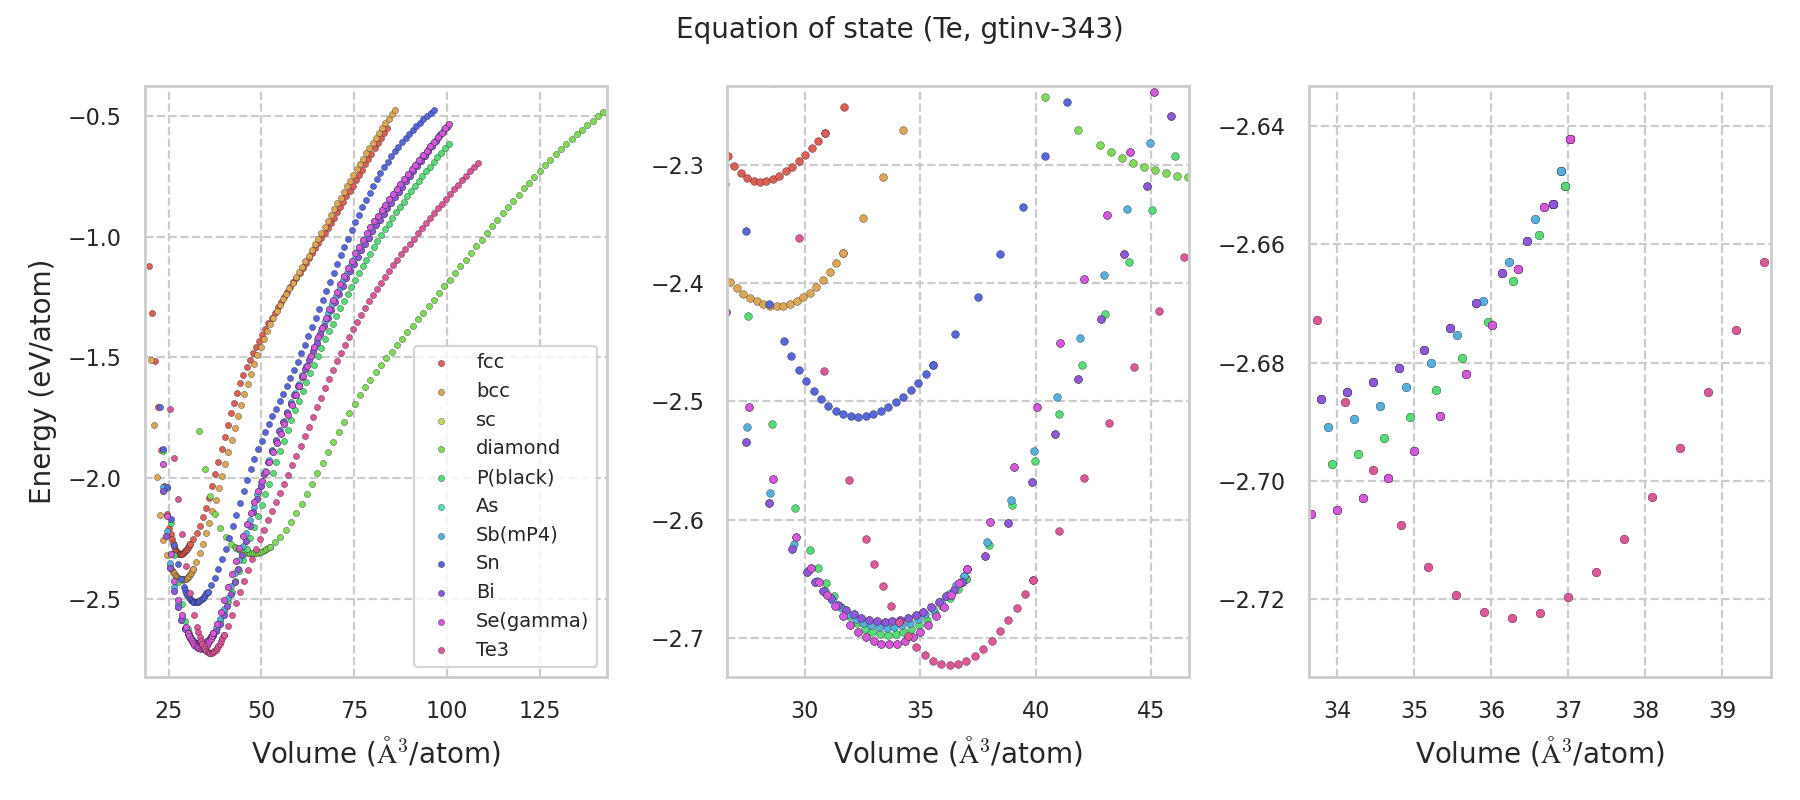 Equation of state (Te, gtinv-343)
Energy (eV/atom)
−0.5
−1.0
−1.5
−2.0
−2.5
25 50 75 100 125
Volume (Å³/atom)
fcc
bcc
sc
diamond
P(black)
As
Sb(mP4)
Sn
Bi
Se(gamma)
Te3
−2.3
−2.4
−2.5
−2.6
−2.7
30 35 40 45
Volume (Å³/atom)
−2.64
−2.66
−2.68
−2.70
−2.72
34 35 36 37 38 39
Volume (Å³/atom)